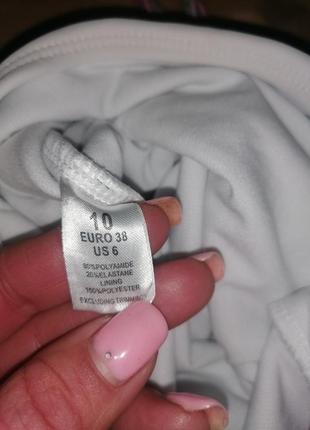 10
EURO 38
US 6
80%POLYAMIDE
20%ELASTANE
LINING
100%POLYESTER
EXCLUDING TRIMMING